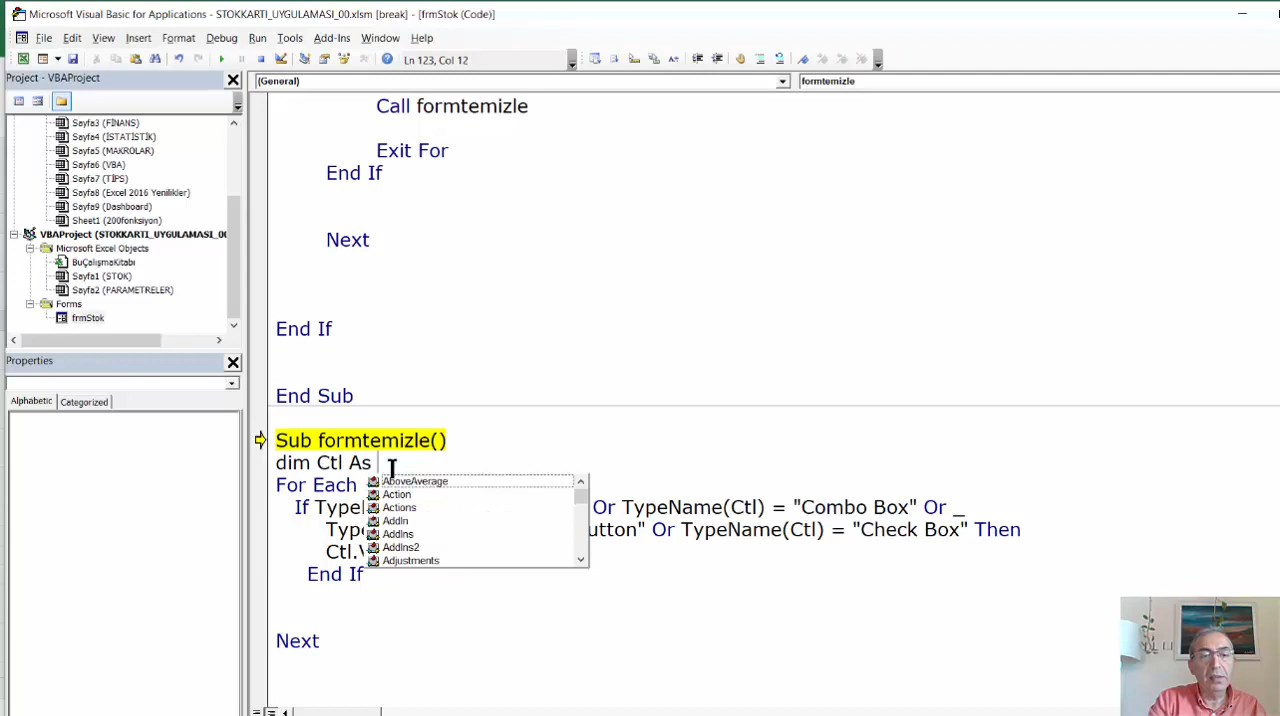 Microsoft Visual Basic for Applications - STOKKARTI_UYGULAMASI_00.xlsm [break] - [frmStok (Code)]
File Edit View Insert Format Debug Run Tools Add-Ins Window Help
Ln 123, Col 12
Project - VBAProject
(General)
formtemizle
Sayfa3 (FİNANS)
Sayfa4 (İSTATİSTİK)
Sayfa5 (MAKROLAR)
Sayfa6 (VBA)
Sayfa7 (TİPS)
Sayfa8 (Excel 2016 Yenilikler)
Sayfa9 (Dashboard)
Sheet1 (200fonksiyon)
VBAProject (STOKKARTI_UYGULAMASI_00
Microsoft Excel Objects
BuÇalışmaKitabı
Sayfa1 (STOK)
Sayfa2 (PARAMETRELER)
Forms
frmStok
Properties
Alphabetic Categorized
Call formtemizle
Exit For
End If
Next
End If
End Sub
Sub formtemizle()
dim Ctl As
For Each
If Type
Or TypeName(Ctl) = "Combo Box" Or _
Type
utton" Or TypeName(Ctl) = "Check Box" Then
Ctl.V
End If
Next
AboveAverage
Action
Actions
AddIn
AddIns
AddIns2
Adjustments